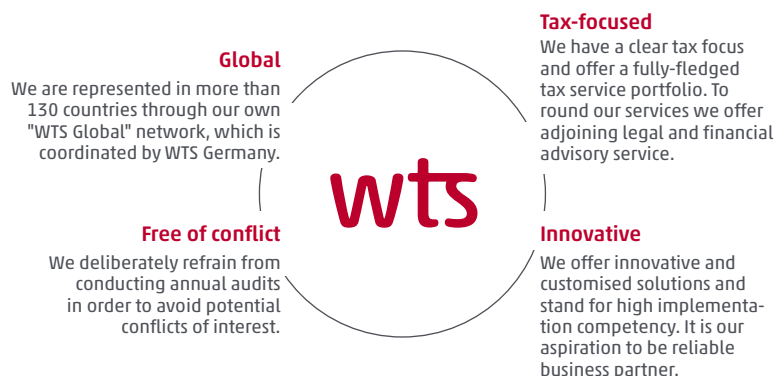 Global
We are represented in more than
130 countries through our own
"WTS Global" network, which is
coordinated by WTS Germany.
Tax-focused
We have a clear tax focus
and offer a fully-fledged
tax service portfolio. To
round our services we offer
adjoining legal and financial
advisory service.
wts
Free of conflict
We deliberately refrain from
conducting annual audits
in order to avoid potential
conflicts of interest.
Innovative
We offer innovative and
customised solutions and
stand for high implementa-
tion competency. It is our
aspiration to be reliable
business partner.